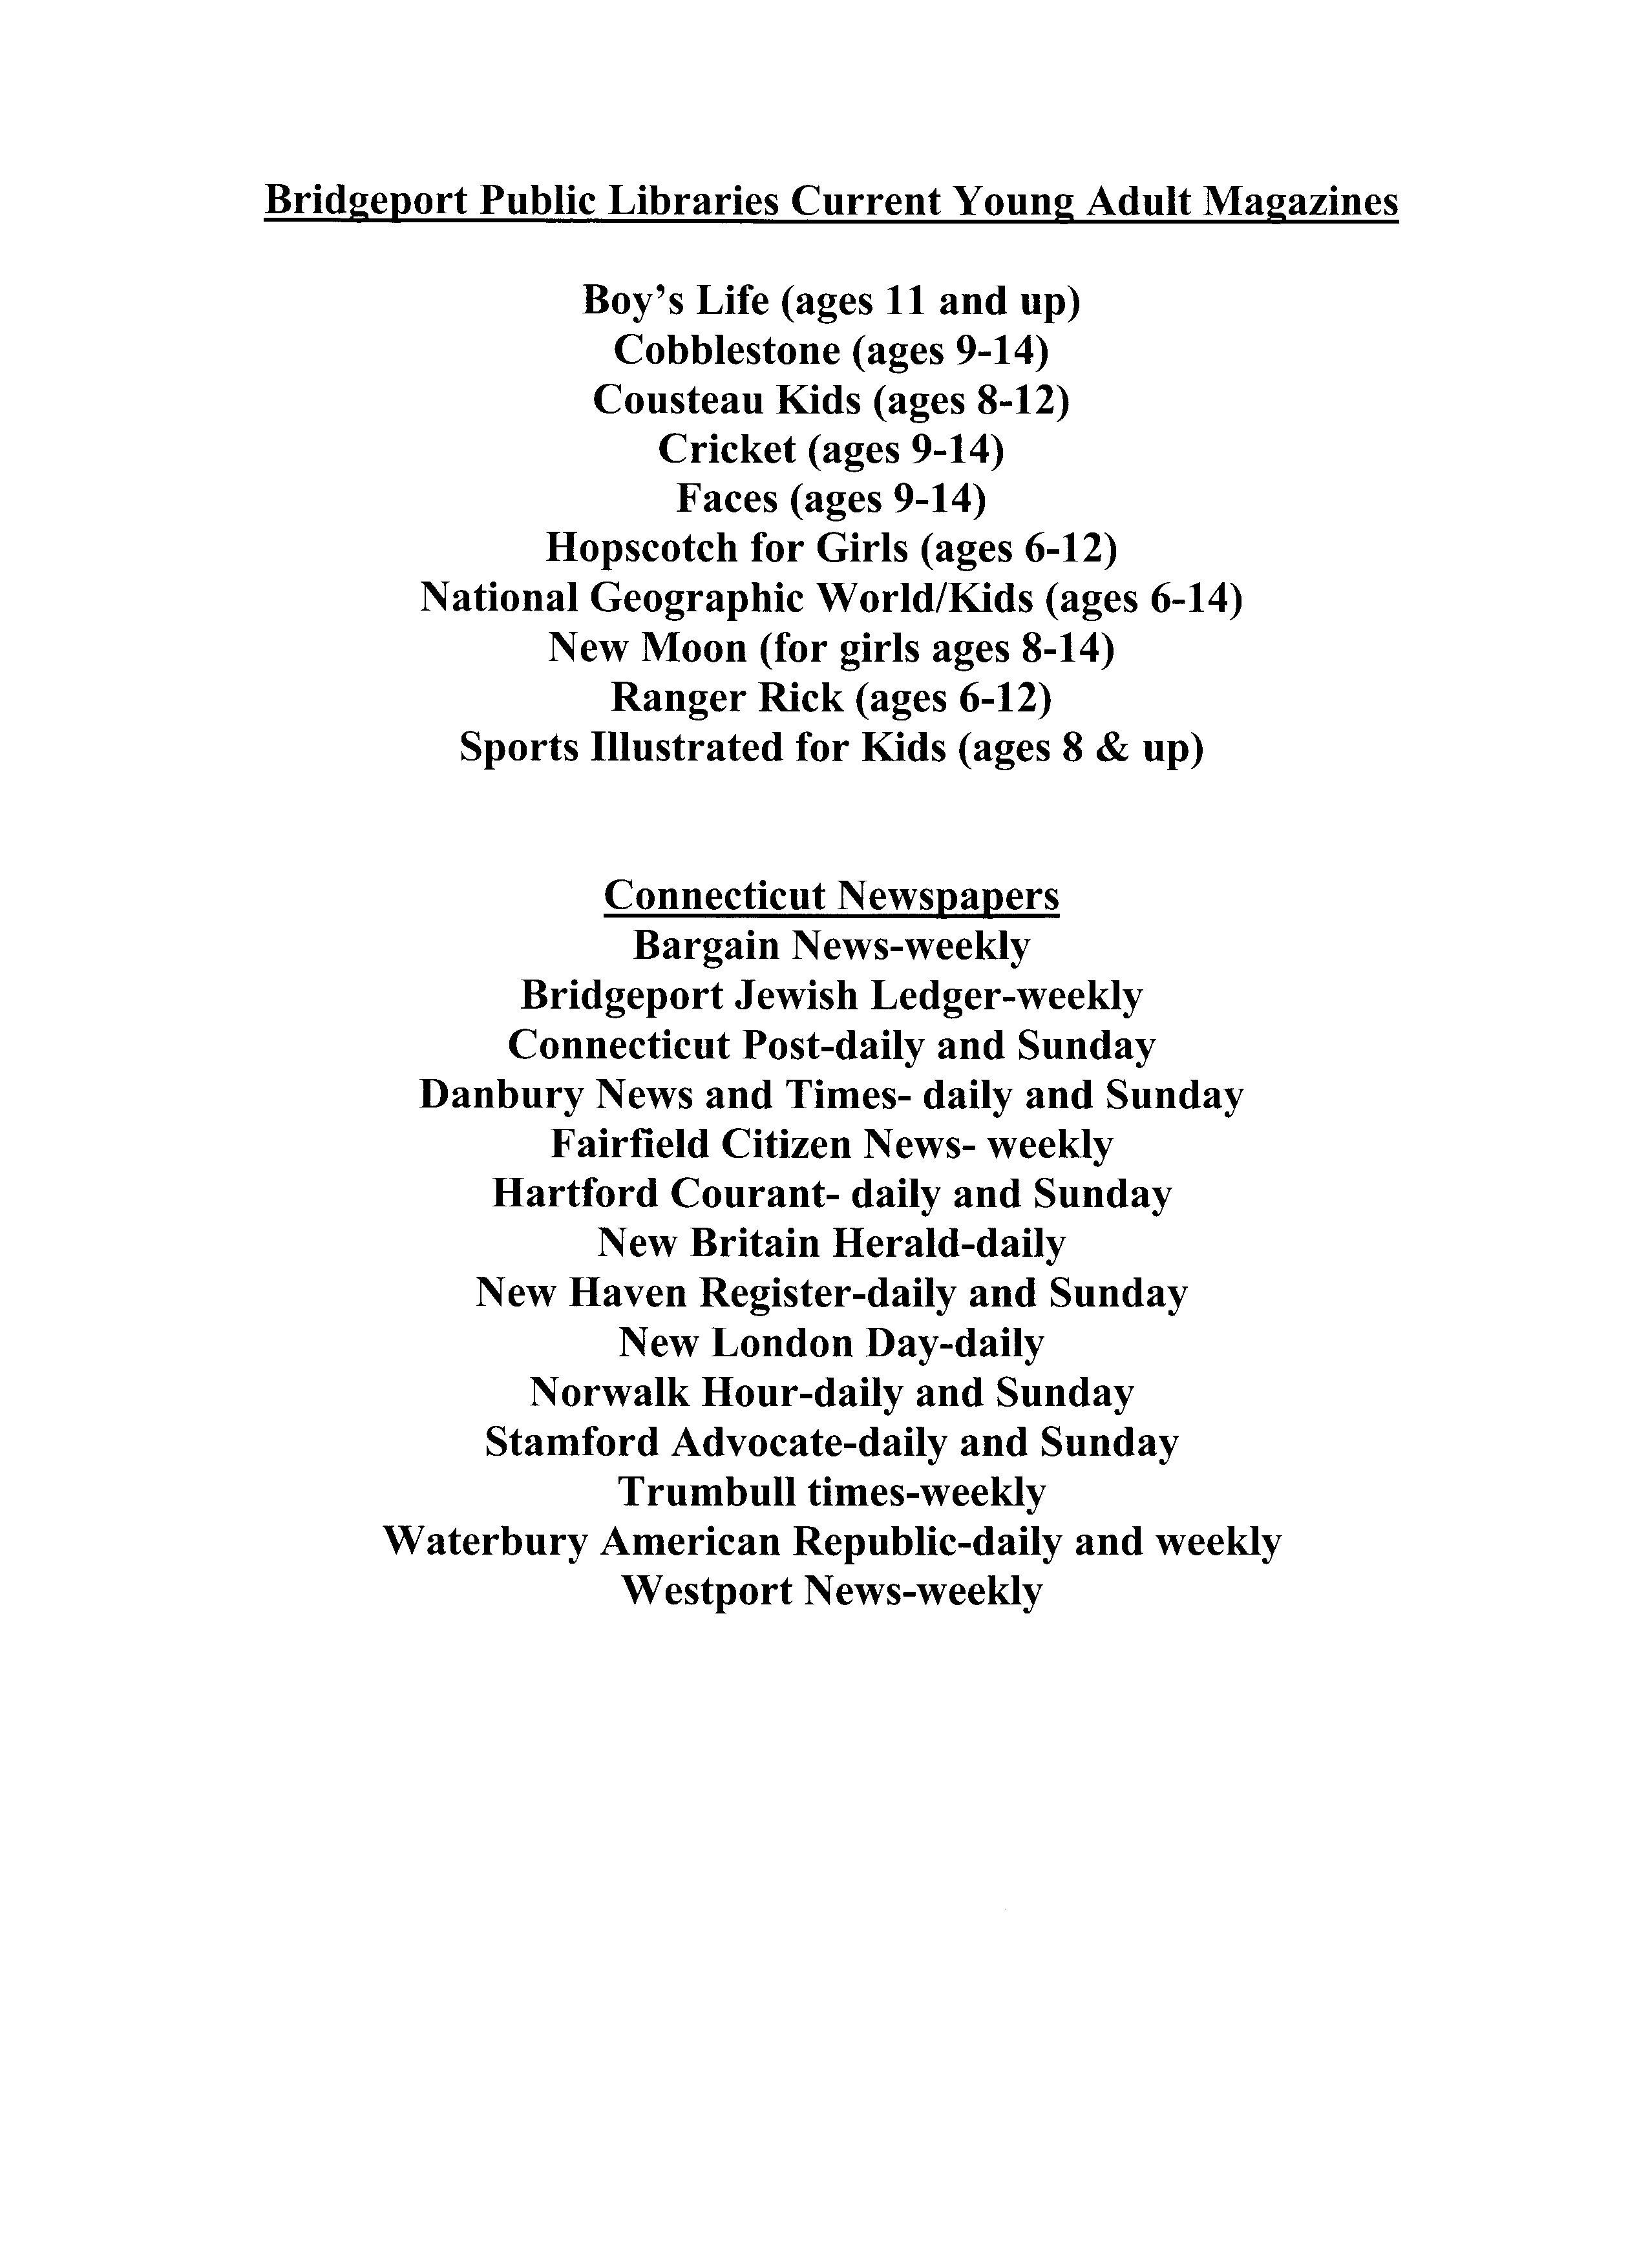 Bridgeport Public Libraries Current Young Adult Magazines
Boy's Life (ages 11 and up)
Cobblestone (ages 9-14)
Cousteau Kids (ages 8-12)
Cricket (ages 9-14)
Faces (ages 9-14)
Hopscotch for Girls (ages 6-12)
National Geographic World/Kids (ages 6-14)
New Moon (for girls ages 8-14)
Ranger Rick (ages 6-12)
Sports Illustrated for Kids (ages 8 & up)
Connecticut Newspapers
Bargain News-weekly
Bridgeport Jewish Ledger-weekly
Connecticut Post-daily and Sunday
Danbury News and Times- daily and Sunday
Fairfield Citizen News- weekly
Hartford Courant- daily and Sunday
New Britain Herald-daily
New Haven Register-daily and Sunday
New London Day-daily
Norwalk Hour-daily and Sunday
Stamford Advocate-daily and Sunday
Trumbull times-weekly
Waterbury American Republic-daily and weekly
Westport News-weekly